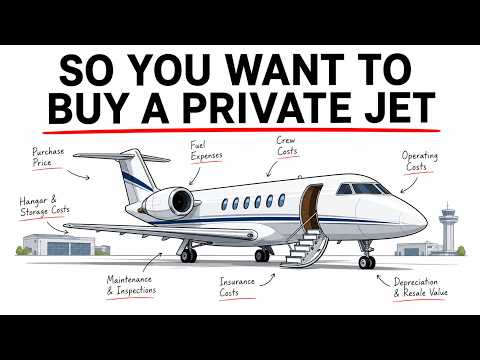 SO YOU WANT TO
BUY A PRIVATE JET
Purchase
Price
Fuel
Expenses
Crew
Costs
Operating
Costs
Hangar &
Storage Costs
Maintenance
& Inspections
Insurance
Costs
Depreciation
& Resale Value